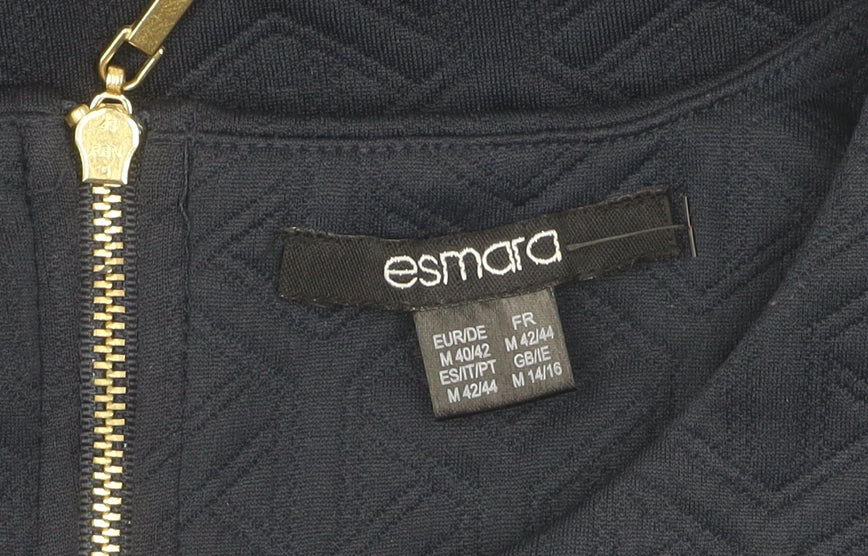 esmara
EUR/DE
M 40/42
ES/IT/PT
M 42/44
FR
M 42/44
GB/IE
M 14/16